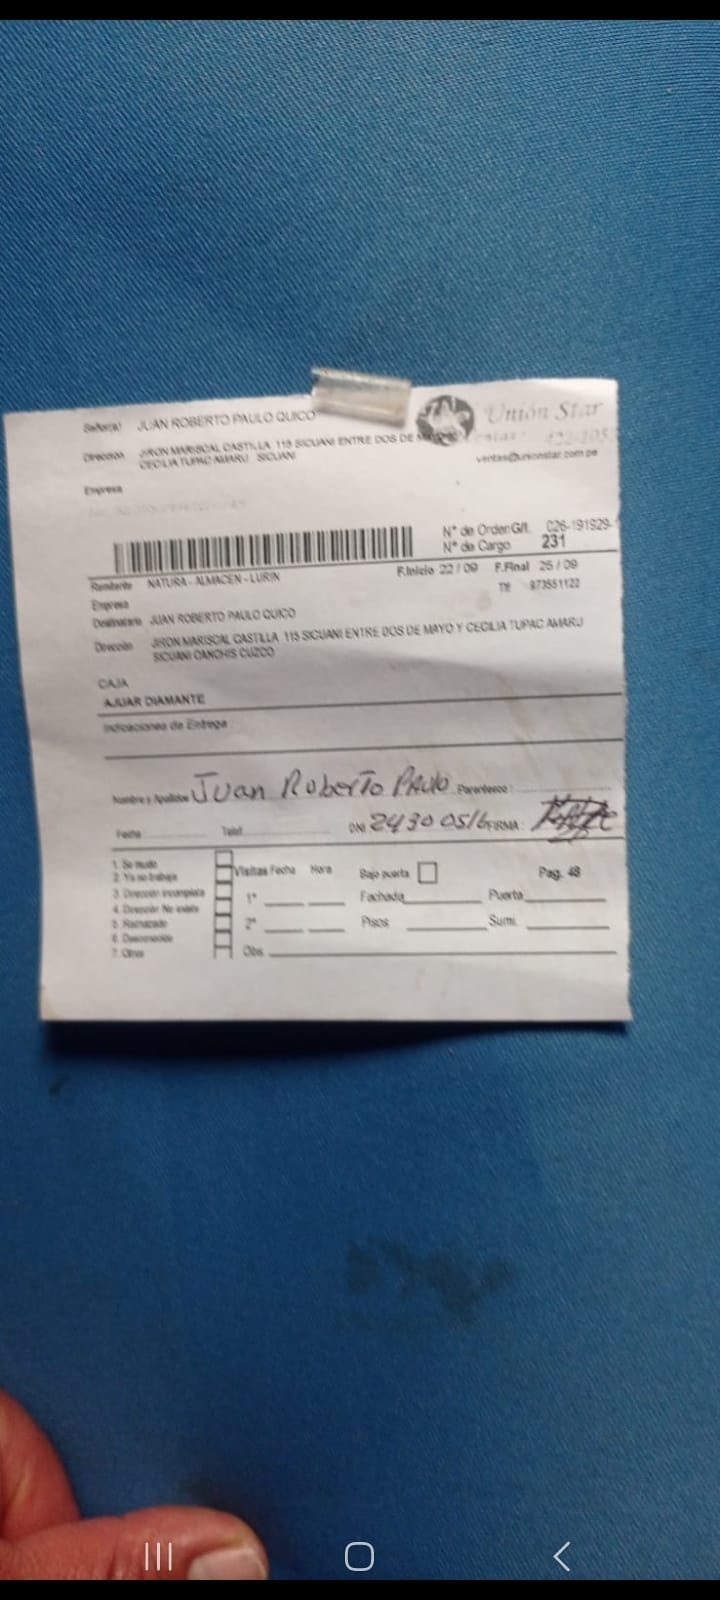 Señor(a) JUAN ROBERTO PAULO QUICO
Unión Star
Dirección JIRON MARISCAL CASTILLA 115 SICUANI ENTRE DOS DE
CECILIA TUPAC AMARU SICUANI
ventas@unionstar.com.pe
Empresa
N° de Orden G/I. 026-191929-
N° de Cargo 231
Remitente NATURA - ALMACEN - LURIN F.Inicio 22 / 09 F.Final 25 / 09
Empresa Tlf 973551122
Destinatario JUAN ROBERTO PAULO QUICO
Dirección JIRON MARISCAL CASTILLA 115 SICUANI ENTRE DOS DE MAYO Y CECILIA TUPAC AMARU
SICUANI CANCHIS CUZCO
CAJA
AJUAR DIAMANTE
Indicaciones de Entrega
Nombre y Apellidos Juan Roberto Paulo Parentesco :
Fecha Telef. DNI 24300516 FIRMA :
1. Se mudó
2. Ya no trabaja
3. Dirección incompleta
4. Dirección No existe
5. Rechazado
6. Desconocido
7. Otros
Visitas Fecha Hora Bajo puerta Pag. 48
1° Fachada Puerta
2° Pisos Sumi.
Obs